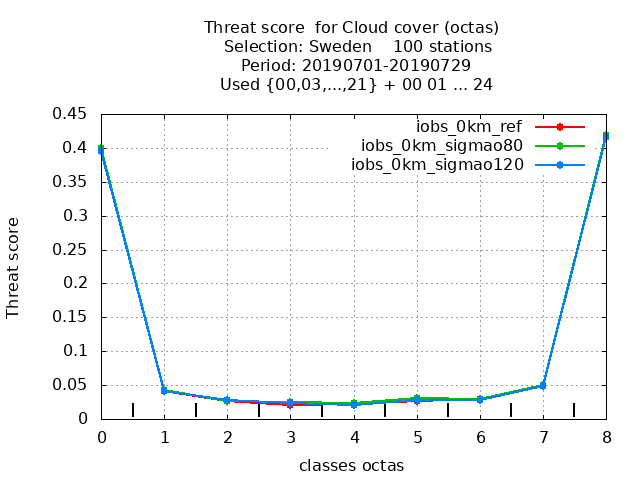 Threat score  for Cloud cover (octas)
Selection: Sweden    100 stations
Period: 20190701-20190729
Used {00,03,...,21} + 00 01 ... 24
iobs_0km_ref
iobs_0km_sigmao80
iobs_0km_sigmao120
0.45
0.4
0.35
0.3
0.25
0.2
0.15
0.1
0.05
0
Threat score
0 1 2 3 4 5 6 7 8
classes octas